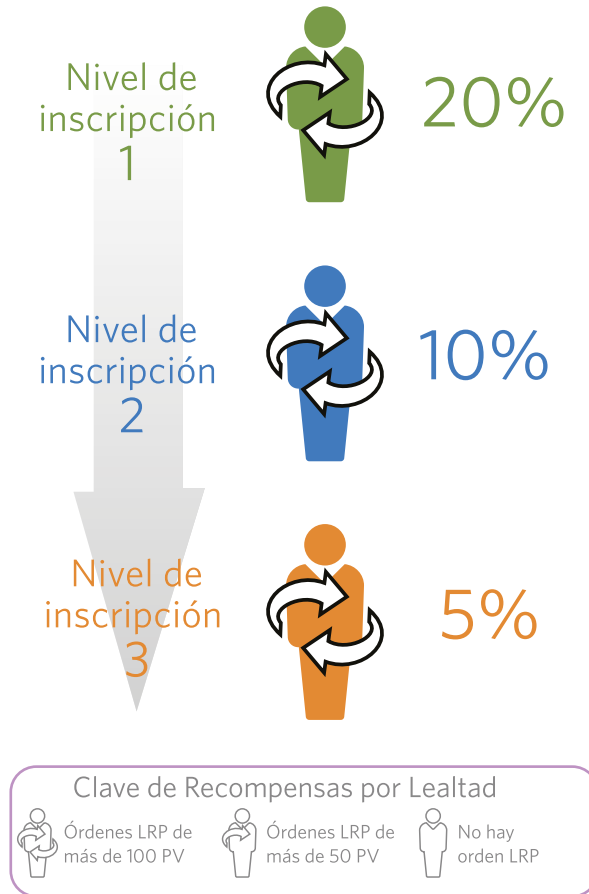 Nivel de
inscripción
1
20%
Nivel de
inscripción
2
10%
Nivel de
inscripción
3
5%
Clave de Recompensas por Lealtad
Órdenes LRP de
más de 100 PV
Órdenes LRP de
más de 50 PV
No hay
orden LRP